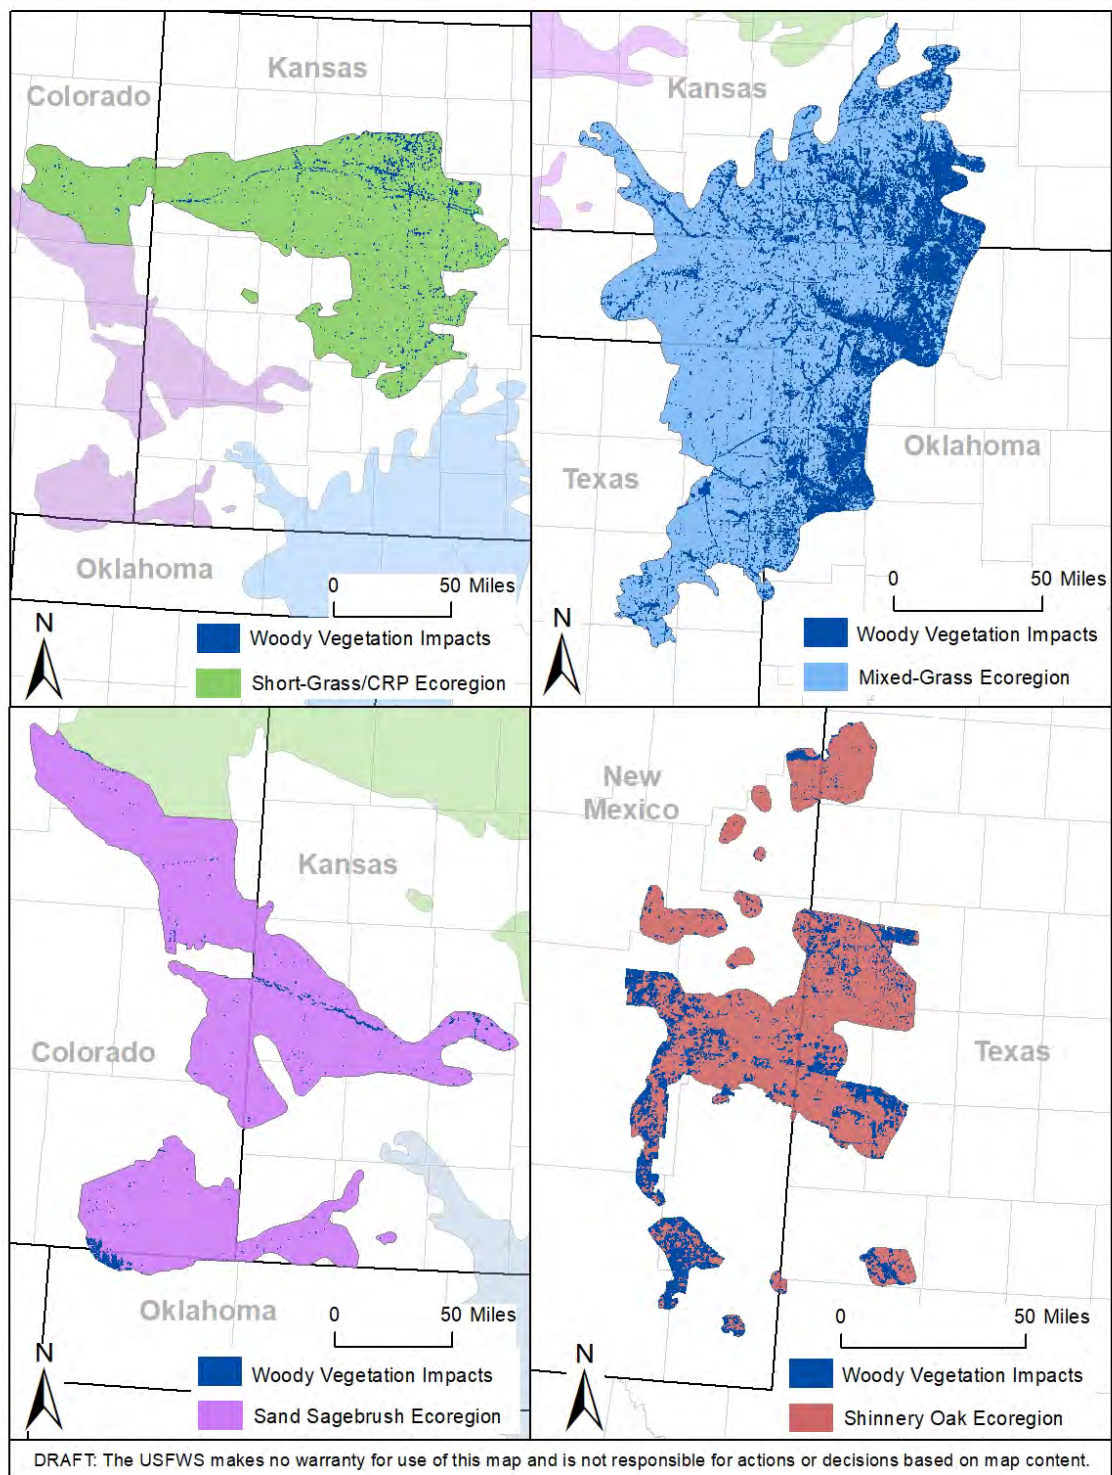 Kansas
Colorado
Oklahoma
0 50 Miles
N
Woody Vegetation Impacts
Short-Grass/CRP Ecoregion
Kansas
Texas
Oklahoma
0 50 Miles
N
Woody Vegetation Impacts
Mixed-Grass Ecoregion
Kansas
Colorado
Oklahoma
0 50 Miles
N
Woody Vegetation Impacts
Sand Sagebrush Ecoregion
New
Mexico
Texas
0 50 Miles
N
Woody Vegetation Impacts
Shinnery Oak Ecoregion
DRAFT: The USFWS makes no warranty for use of this map and is not responsible for actions or decisions based on map content.